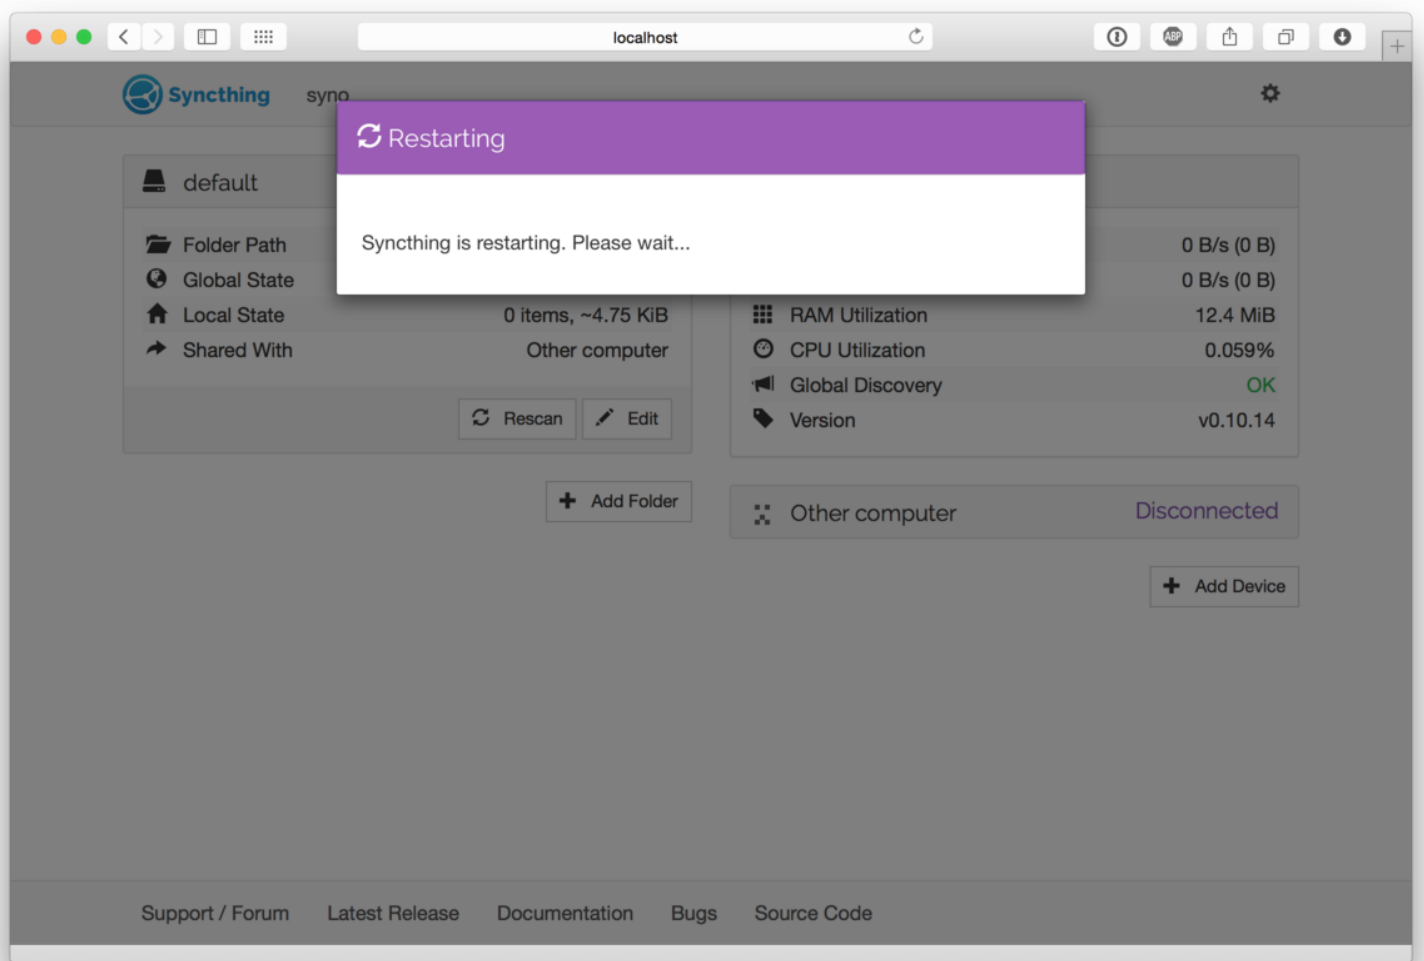 localhost
ABP
Syncthing syno
Restarting
Syncthing is restarting. Please wait...
default
Folder Path
Global State
Local State 0 items, ~4.75 KiB
Shared With Other computer
Rescan Edit
Add Folder
0 B/s (0 B)
0 B/s (0 B)
RAM Utilization 12.4 MiB
CPU Utilization 0.059%
Global Discovery OK
Version v0.10.14
Other computer Disconnected
Add Device
Support / Forum Latest Release Documentation Bugs Source Code